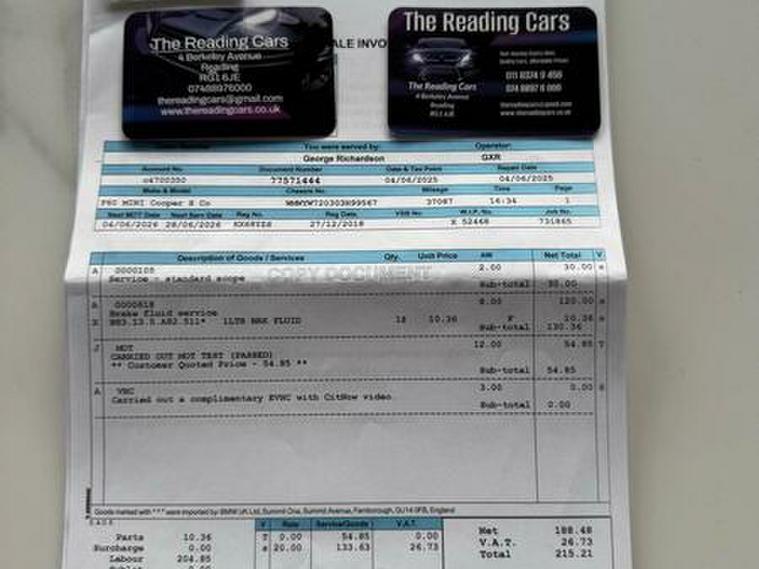 The Reading Cars
4 Berkeley Avenue
Reading
RG1 6JE
07488976000
thereadingcars@gmail.com
www.thereadingcars.co.uk
The Reading Cars
The Reading Cars
4 Berkeley Avenue
Reading
RG1 6JE
www.thereadingcars.co.uk
ALE INVO
You were served by: Operator:
George Richardson GXR
Account No. Document Number Date & Tax Point Repair Date
77571444 04/06/2025 04/06/2025
Make & Model Chassis No. Mileage Time Page
F60 MINI Cooper S Co 37087 16:34 1
Next MOT Date Next Serv Date Reg No. Reg Date VSB No. W.I.P. No. Job No.
04/06/2026 28/06/2026 27/12/2018 X 52468 731865
Description of Goods / Services Qty. Unit Price AW Net Total V
COPY DOCUMENT
A 2.00 30.00
Service - standard scope
Sub-total 30.00
A 120.00
Brake fluid service
1LTR BRK FLUID 10.36 10.36
Sub-total 130.36
J MOT 12.00 54.85 T
CARRIED OUT MOT TEST (PASSED)
** Customer Quoted Price - 54.85 **
Sub-total 54.85
A VHC 3.00 0.00
Carried out a complimentary EVHC with CitNow video
Sub-total 0.00
Goods marked with "*" were imported by BMW UK Ltd, Summit One, Summit Avenue, Farnborough, GU14 0FB, England
V Rate Service/Goods V.A.T.
Parts 10.36 T 0.00 54.85 0.00 Net 188.48
Surcharge 0.00 s 20.00 133.63 26.73 V.A.T. 26.73
Labour 204.85 Total 215.21